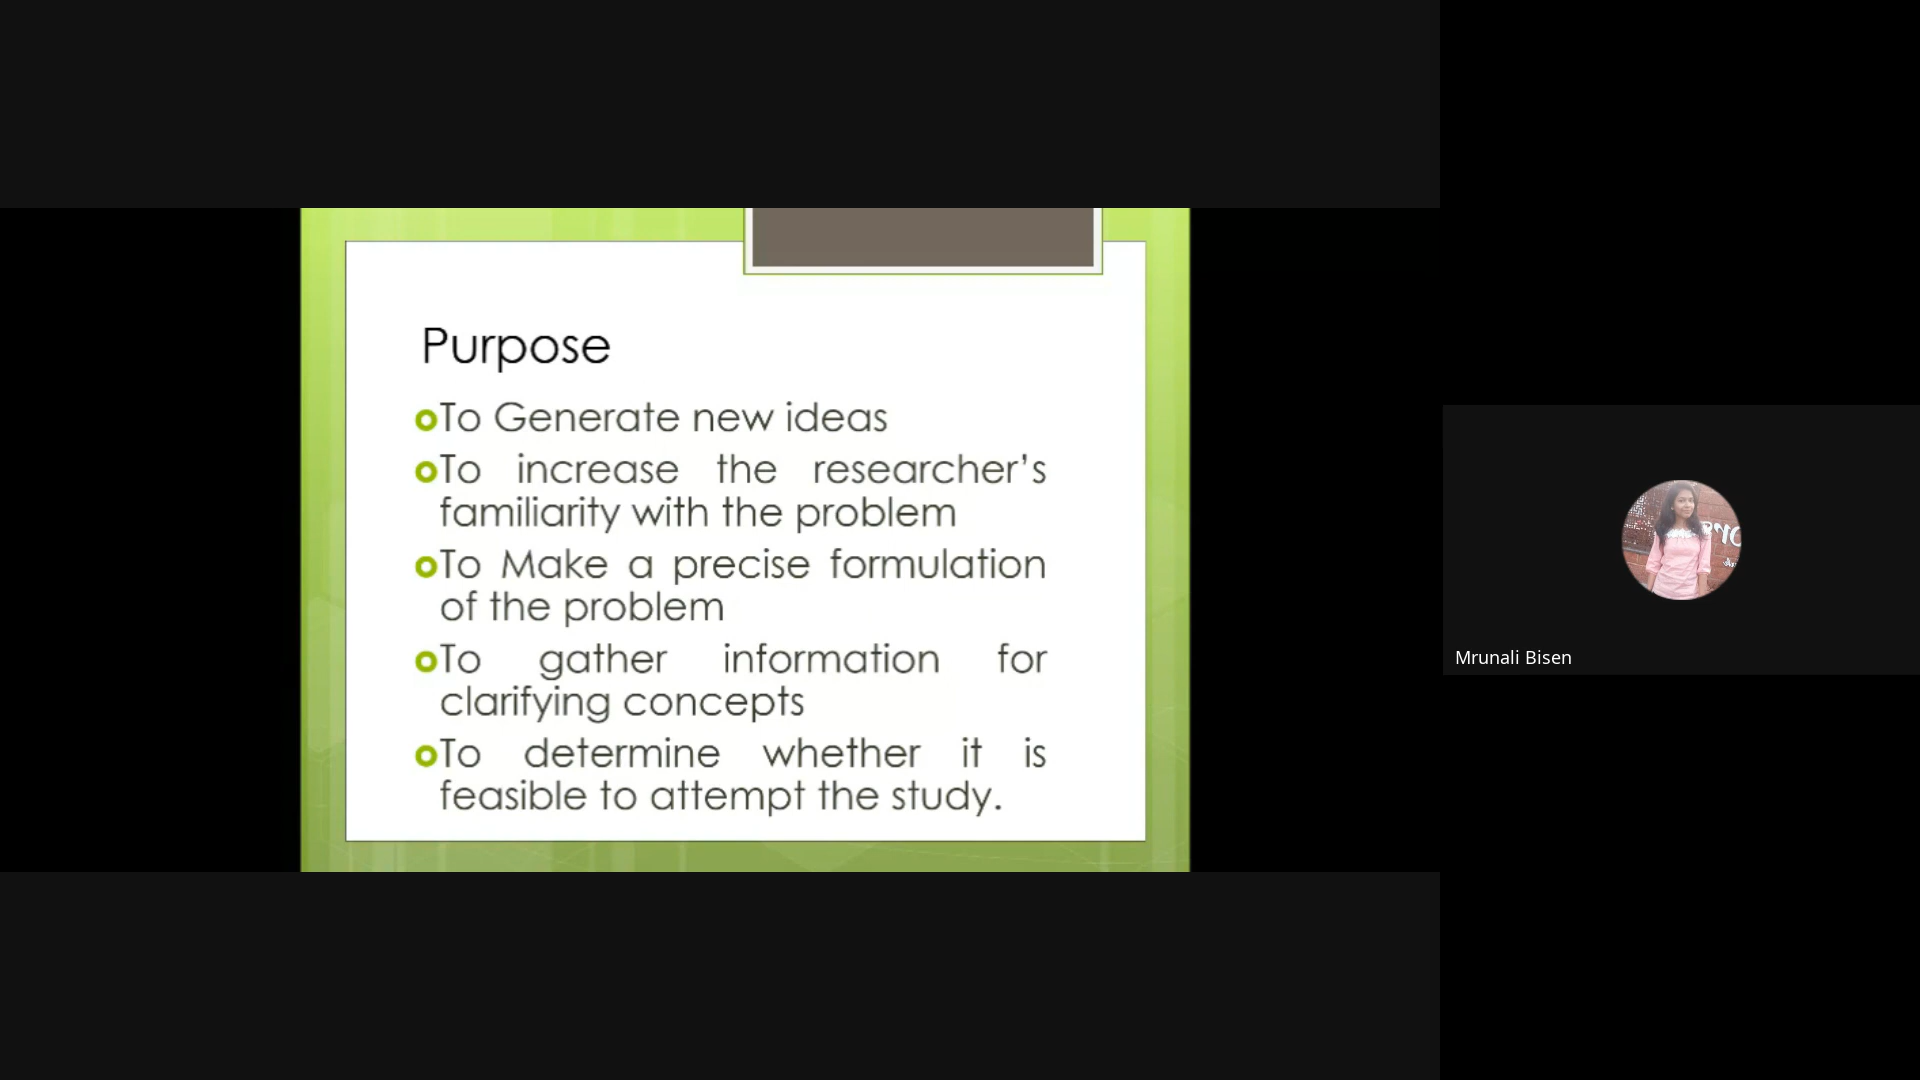 Purpose
To Generate new ideas
To increase the researcher's
familiarity with the problem
To Make a precise formulation
of the problem
To gather information for
clarifying concepts
To determine whether it is
feasible to attempt the study.
Mrunali Bisen